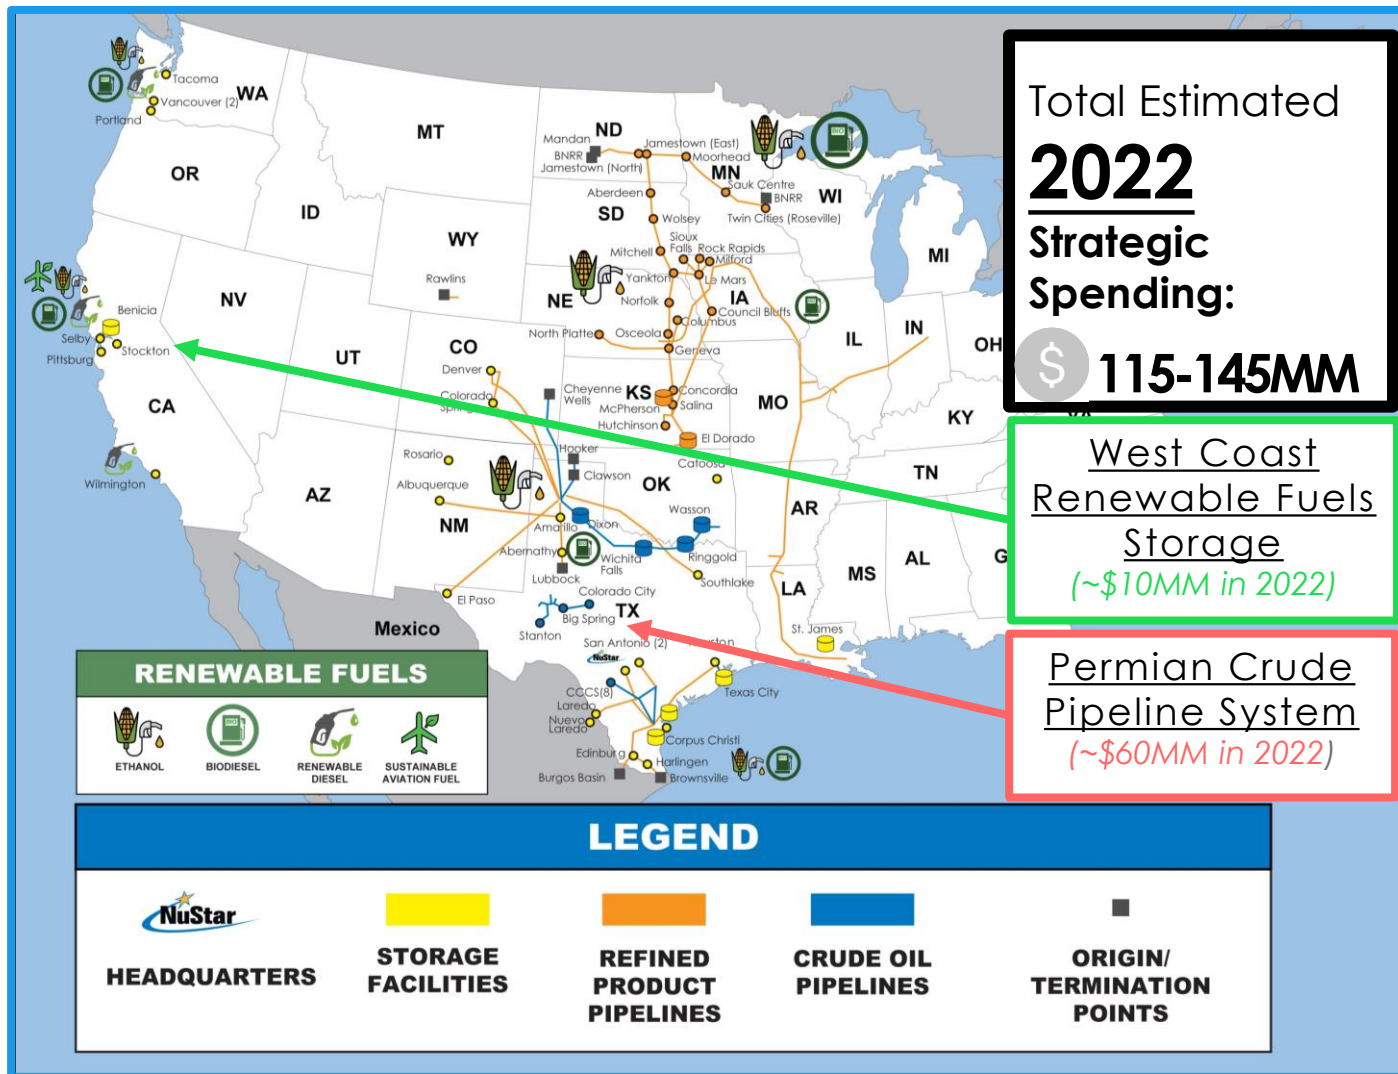 Total Estimated
2022
Strategic
Spending:
$ 115-145MM
West Coast
Renewable Fuels
Storage
(~$10MM in 2022)
Permian Crude
Pipeline System
(~$60MM in 2022)
Tacoma
WA
Vancouver (2)
Portland
OR
MT
ID
WY
Rawlins
NV
UT
CO
CA
AZ
NM
Benicia
Selby
Stockton
Pittsburg
Wilmington
ND
Mandan
BNRR
Jamestown (East)
Jamestown (North)
Moorhead
MN
Sauk Centre
BNRR
Twin Cities (Roseville)
WI
BIO
Aberdeen
SD
Wolsey
Mitchell
Sioux
Falls
Rock Rapids
Milford
Yankton
Le Mars
NE
IA
Norfolk
Columbus
Council Bluffs
North Platte
Osceola
Geneva
MI
IL
IN
OH
Denver
Colorado
Cheyenne
Wells
KS
Concordia
McPherson
Salina
Hutchinson
El Dorado
MO
KY
Hooker
Clawson
Catoosa
OK
TN
Rosario
Albuquerque
Amarillo
Dixon
Wasson
AR
Abernathy
Wichita
Falls
Ringgold
Lubbock
Southlake
MS
AL
LA
El Paso
Colorado City
Big Spring
TX
Stanton
Mexico
San Antonio (2)
NuStar
St. James
CCCS(8)
Texas City
Laredo
Nuevo
Laredo
Corpus Christi
Edinburg
Harlingen
Burgos Basin
Brownsville
RENEWABLE FUELS
BIO
ETHANOL
BIODIESEL
RENEWABLE
DIESEL
SUSTAINABLE
AVIATION FUEL
LEGEND
NuStar
HEADQUARTERS
STORAGE
FACILITIES
REFINED
PRODUCT
PIPELINES
CRUDE OIL
PIPELINES
ORIGIN/
TERMINATION
POINTS